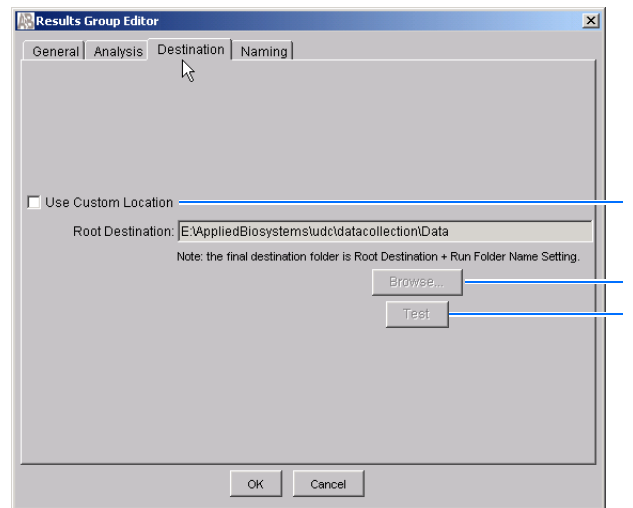 Results Group Editor
General Analysis Destination Naming
Use Custom Location
Root Destination: E:\AppliedBiosystems\udc\datacollection\Data
Note: the final destination folder is Root Destination + Run Folder Name Setting.
Browse...
Test
OK Cancel